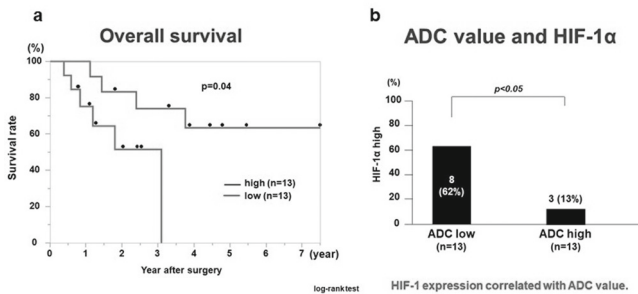 a
Overall survival
(%)
100
80
60
40
20
0
Survival rate
p=0.04
high (n=13)
low (n=13)
0 1 2 3 4 5 6 7 (year)
Year after surgery
log-ranktest
b
ADC value and HIF-1α
(%)
100
80
60
40
20
0
HIF-1α high
p<0.05
8
(62%)
3 (13%)
ADC low
(n=13)
ADC high
(n=13)
HIF-1 expression correlated with ADC value.